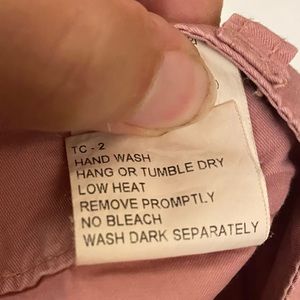 TC - 2
HAND WASH
HANG OR TUMBLE DRY
LOW HEAT
REMOVE PROMPTLY
NO BLEACH
WASH DARK SEPARATELY